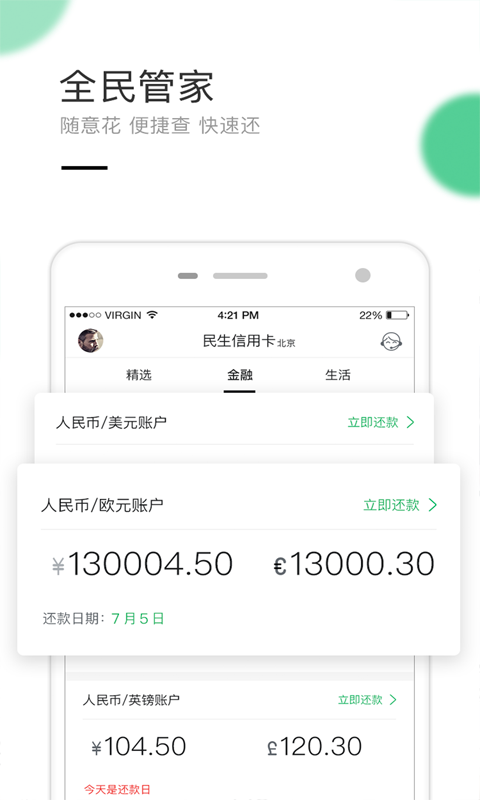 全民管家
随意花 便捷查 快速还
VIRGIN 4:21 PM 22%
民生信用卡 北京
精选 金融 生活
人民币/美元账户 立即还款
人民币/欧元账户 立即还款
¥130004.50 €13000.30
还款日期：7月5日
人民币/英镑账户 立即还款
¥104.50 £120.30
今天是还款日